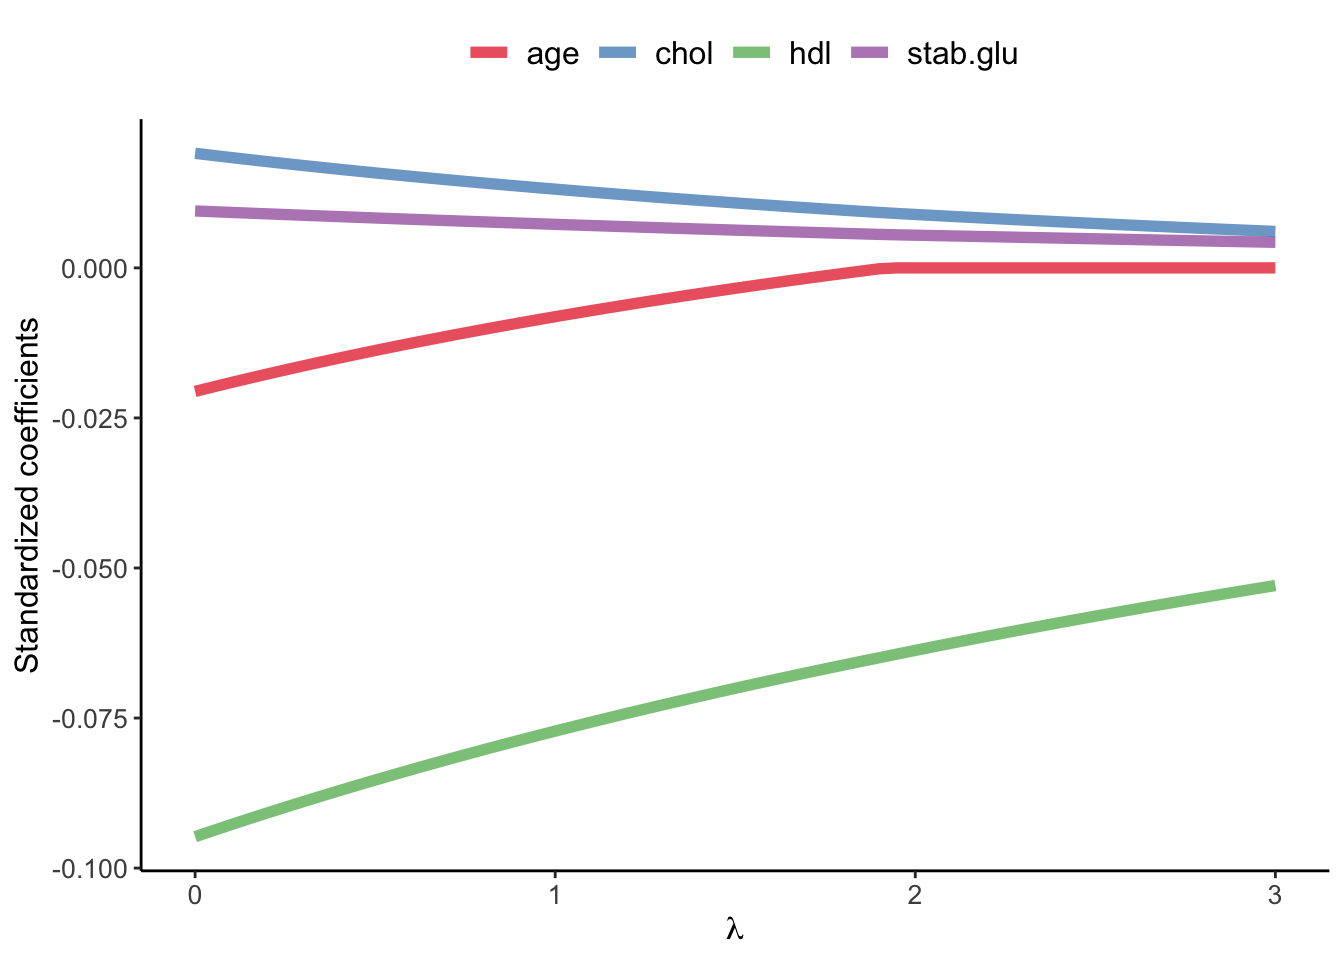 age chol hdl stab.glu
Standardized coefficients
0.000
-0.025
-0.050
-0.075
-0.100
0 1 2 3
λ